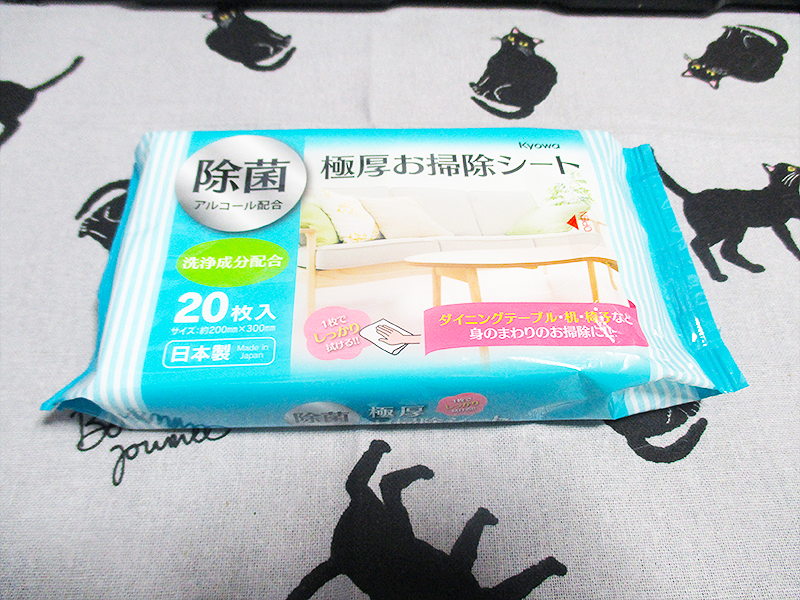 Kyowa
除菌
アルコール配合
極厚お掃除シート
OPEN
洗浄成分配合
20枚入
サイズ:約200mm×300mm
日本製 Made in Japan
1枚で
しっかり
拭ける!!
ダイニングテーブル・机・椅子など
身のまわりのお掃除に!!
除菌
極厚
journée